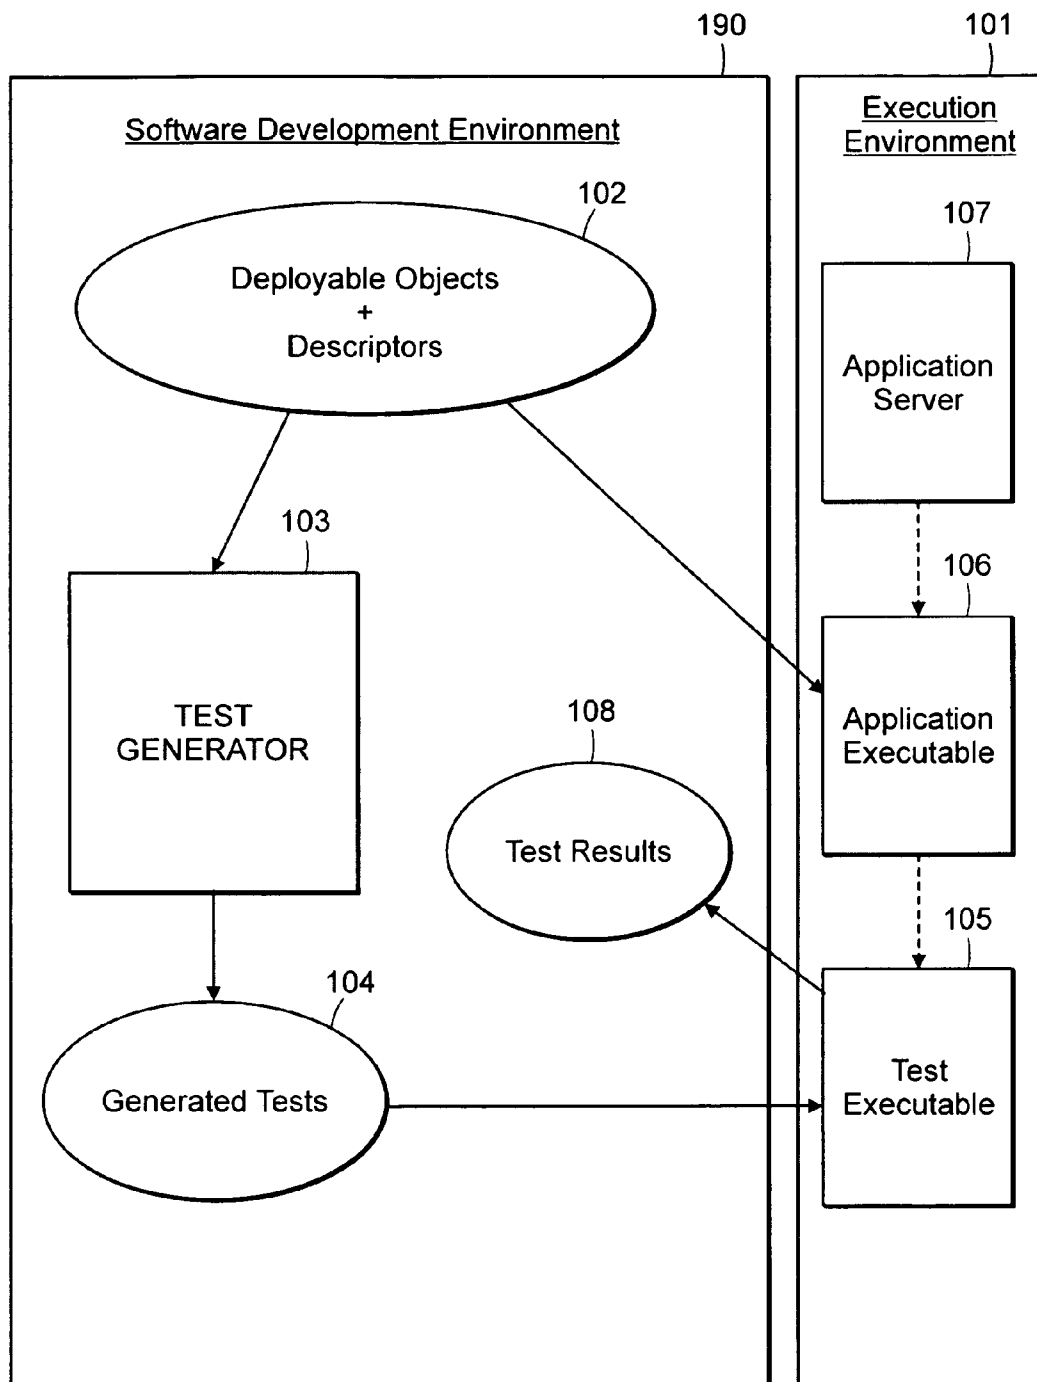 190
101
Software Development Environment
Execution
Environment
102
Deployable Objects
+
Descriptors
107
Application
Server
103
TEST
GENERATOR
106
Application
Executable
108
Test Results
105
Test
Executable
104
Generated Tests